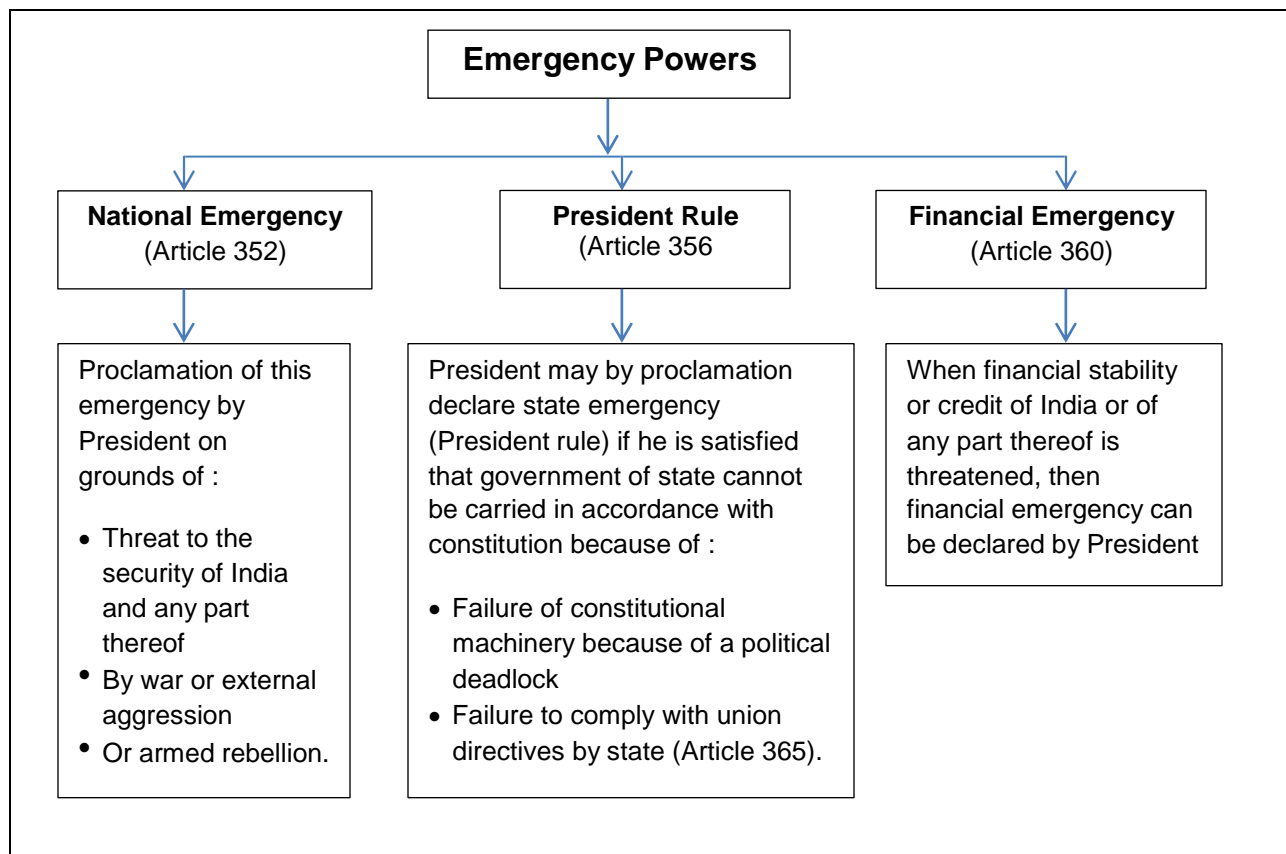 Emergency Powers
National Emergency
(Article 352)
President Rule
(Article 356
Financial Emergency
(Article 360)
Proclamation of this
emergency by
President on
grounds of :
• Threat to the
security of India
and any part
thereof
• By war or external
aggression
• Or armed rebellion.
President may by proclamation
declare state emergency
(President rule) if he is satisfied
that government of state cannot
be carried in accordance with
constitution because of :
• Failure of constitutional
machinery because of a political
deadlock
• Failure to comply with union
directives by state (Article 365).
When financial stability
or credit of India or of
any part thereof is
threatened, then
financial emergency can
be declared by President